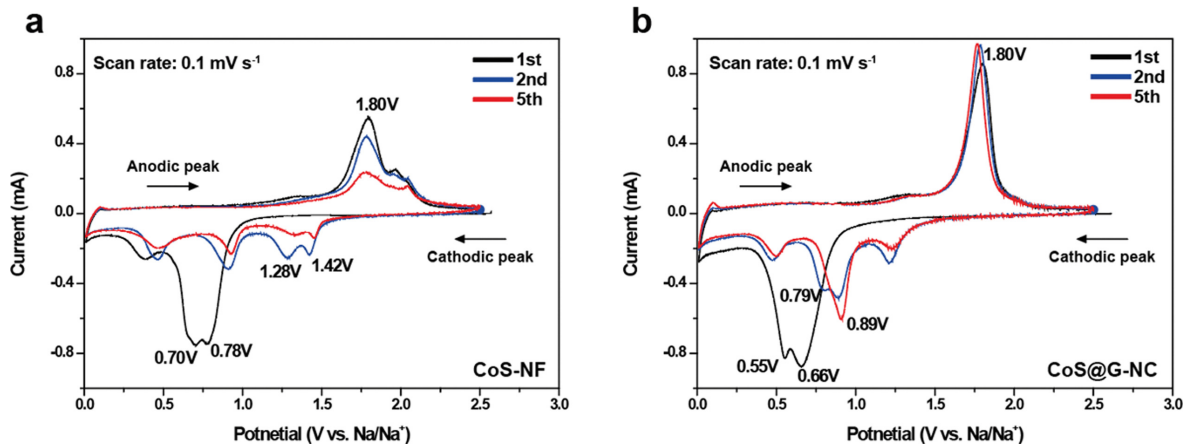 a
Scan rate: 0.1 mV s⁻¹
1st
2nd
5th
1.80V
Anodic peak
Cathodic peak
1.28V
1.42V
0.70V
0.78V
CoS-NF
0.8
0.4
0.0
-0.4
-0.8
Current (mA)
0.0 0.5 1.0 1.5 2.0 2.5 3.0
Potnetial (V vs. Na/Na⁺)
b
Scan rate: 0.1 mV s⁻¹
1st
2nd
5th
1.80V
Anodic peak
Cathodic peak
0.79V
0.89V
0.55V
0.66V
CoS@G-NC
0.8
0.4
0.0
-0.4
-0.8
Current (mA)
0.0 0.5 1.0 1.5 2.0 2.5 3.0
Potnetial (V vs. Na/Na⁺)